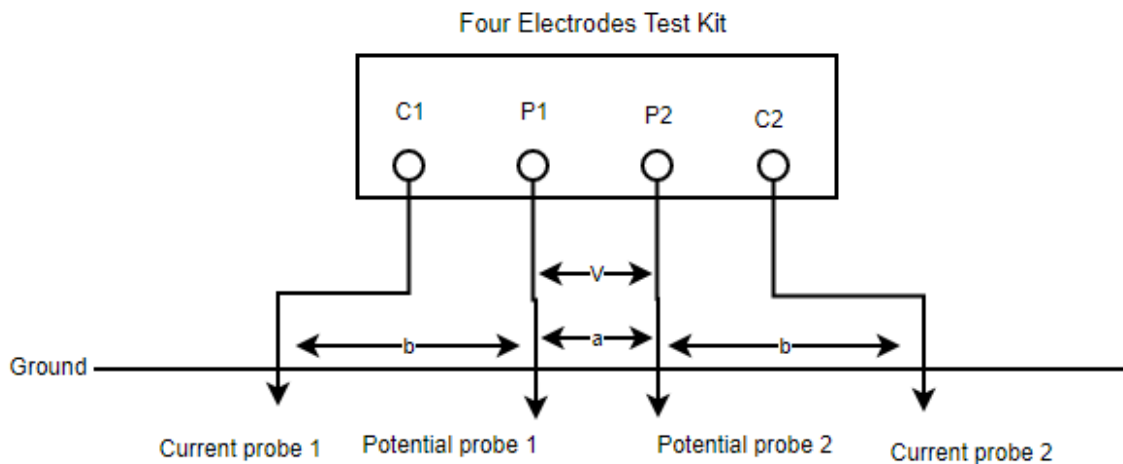 Four Electrodes Test Kit
C1 P1 P2 C2
V
b a b
Ground
Current probe 1 Potential probe 1 Potential probe 2 Current probe 2